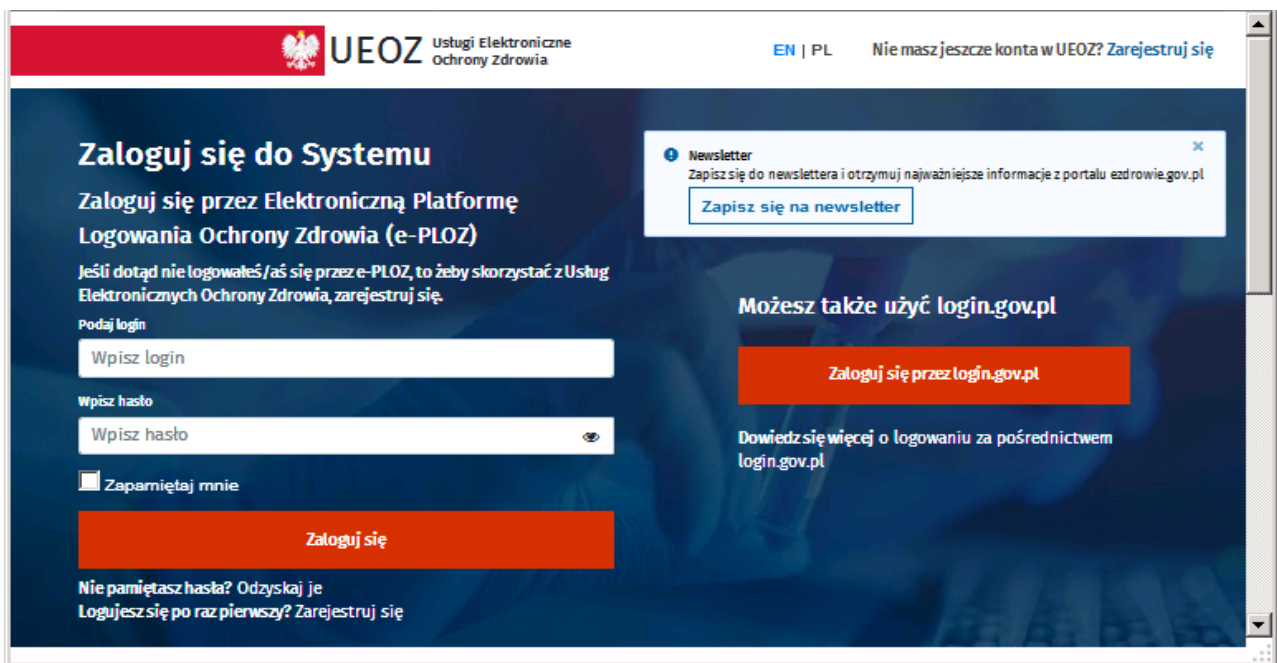 UEOZ Usługi Elektroniczne
Ochrony Zdrowia
EN | PL
Nie masz jeszcze konta w UEOZ? Zarejestruj się
Zaloguj się do Systemu
Zaloguj się przez Elektroniczną Platformę
Logowania Ochrony Zdrowia (e-PLOZ)
Jeśli dotąd nie logowałeś/aś się przez e-PLOZ, to żeby skorzystać z Usług
Elektronicznych Ochrony Zdrowia, zarejestruj się.
Podaj login
Wpisz login
Wpisz hasło
Wpisz hasło
Zapamiętaj mnie
Zaloguj się
Nie pamiętasz hasła? Odzyskaj je
Logujesz się po raz pierwszy? Zarejestruj się
Newsletter
Zapisz się do newslettera i otrzymuj najważniejsze informacje z portalu ezdrowie.gov.pl
Zapisz się na newsletter
Możesz także użyć login.gov.pl
Zaloguj się przez login.gov.pl
Dowiedz się więcej o logowaniu za pośrednictwem
login.gov.pl